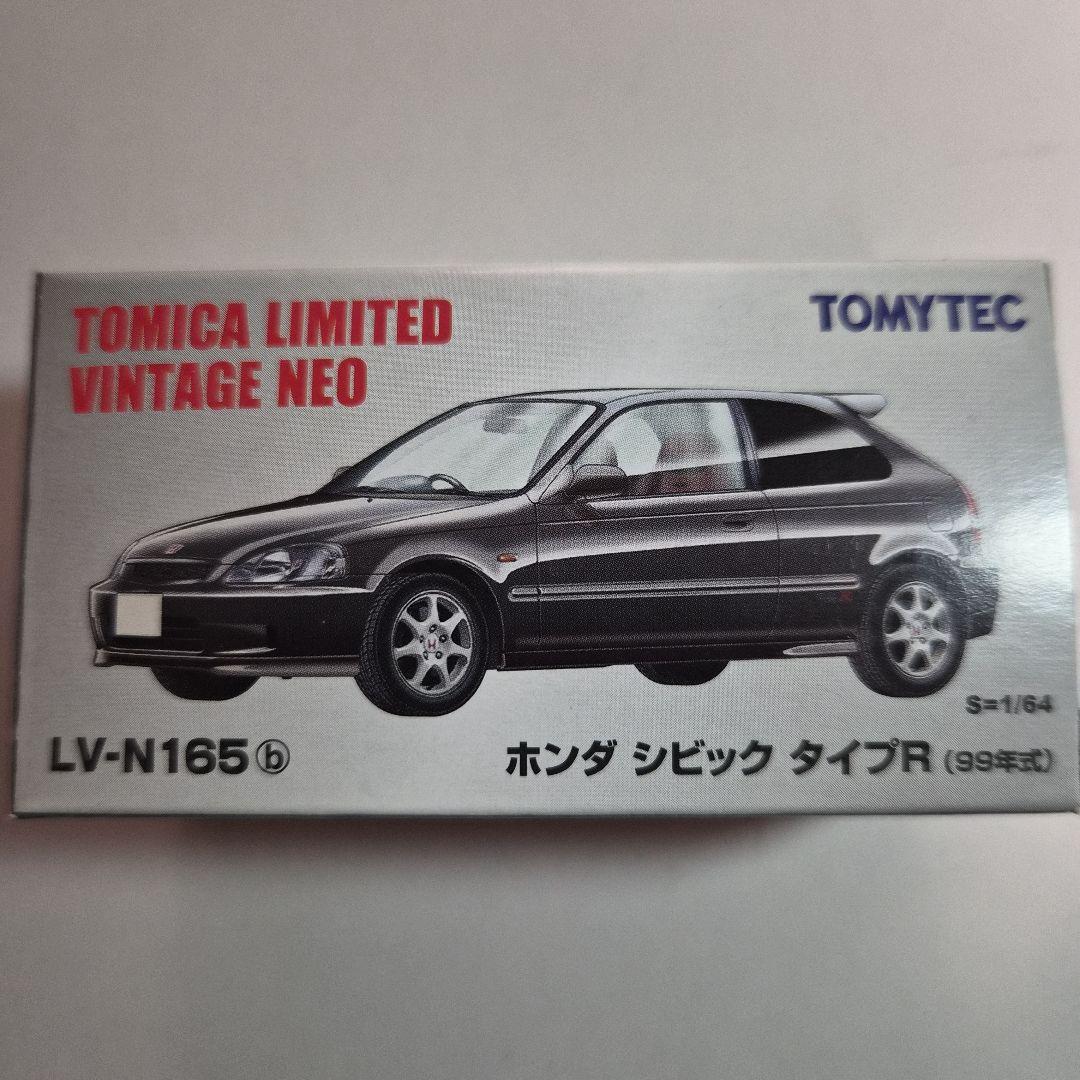 TOMICA LIMITED
VINTAGE NEO
TOMYTEC
S=1/64
LV-N165ⓑ
ホンダ シビック タイプR (99年式)